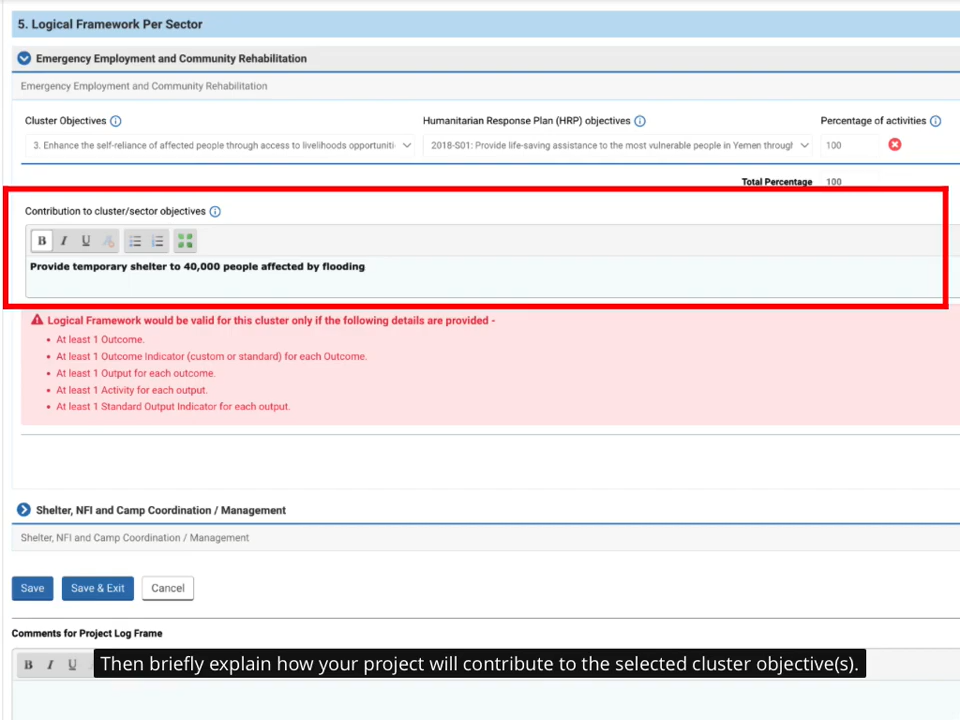 5. Logical Framework Per Sector
Emergency Employment and Community Rehabilitation
Emergency Employment and Community Rehabilitation
Cluster Objectives
Humanitarian Response Plan (HRP) objectives
Percentage of activities
3. Enhance the self-reliance of affected people through access to livelihoods opportuniti
2018-S01: Provide life-saving assistance to the most vulnerable people in Yemen through
100
Total Percentage 100
Contribution to cluster/sector objectives
B I U
Provide temporary shelter to 40,000 people affected by flooding
Logical Framework would be valid for this cluster only if the following details are provided -
• At least 1 Outcome.
• At least 1 Outcome Indicator (custom or standard) for each Outcome.
• At least 1 Output for each outcome.
• At least 1 Activity for each output.
• At least 1 Standard Output Indicator for each output.
Shelter, NFI and Camp Coordination / Management
Shelter, NFI and Camp Coordination / Management
Save Save & Exit Cancel
Comments for Project Log Frame
B I U
Then briefly explain how your project will contribute to the selected cluster objective(s).